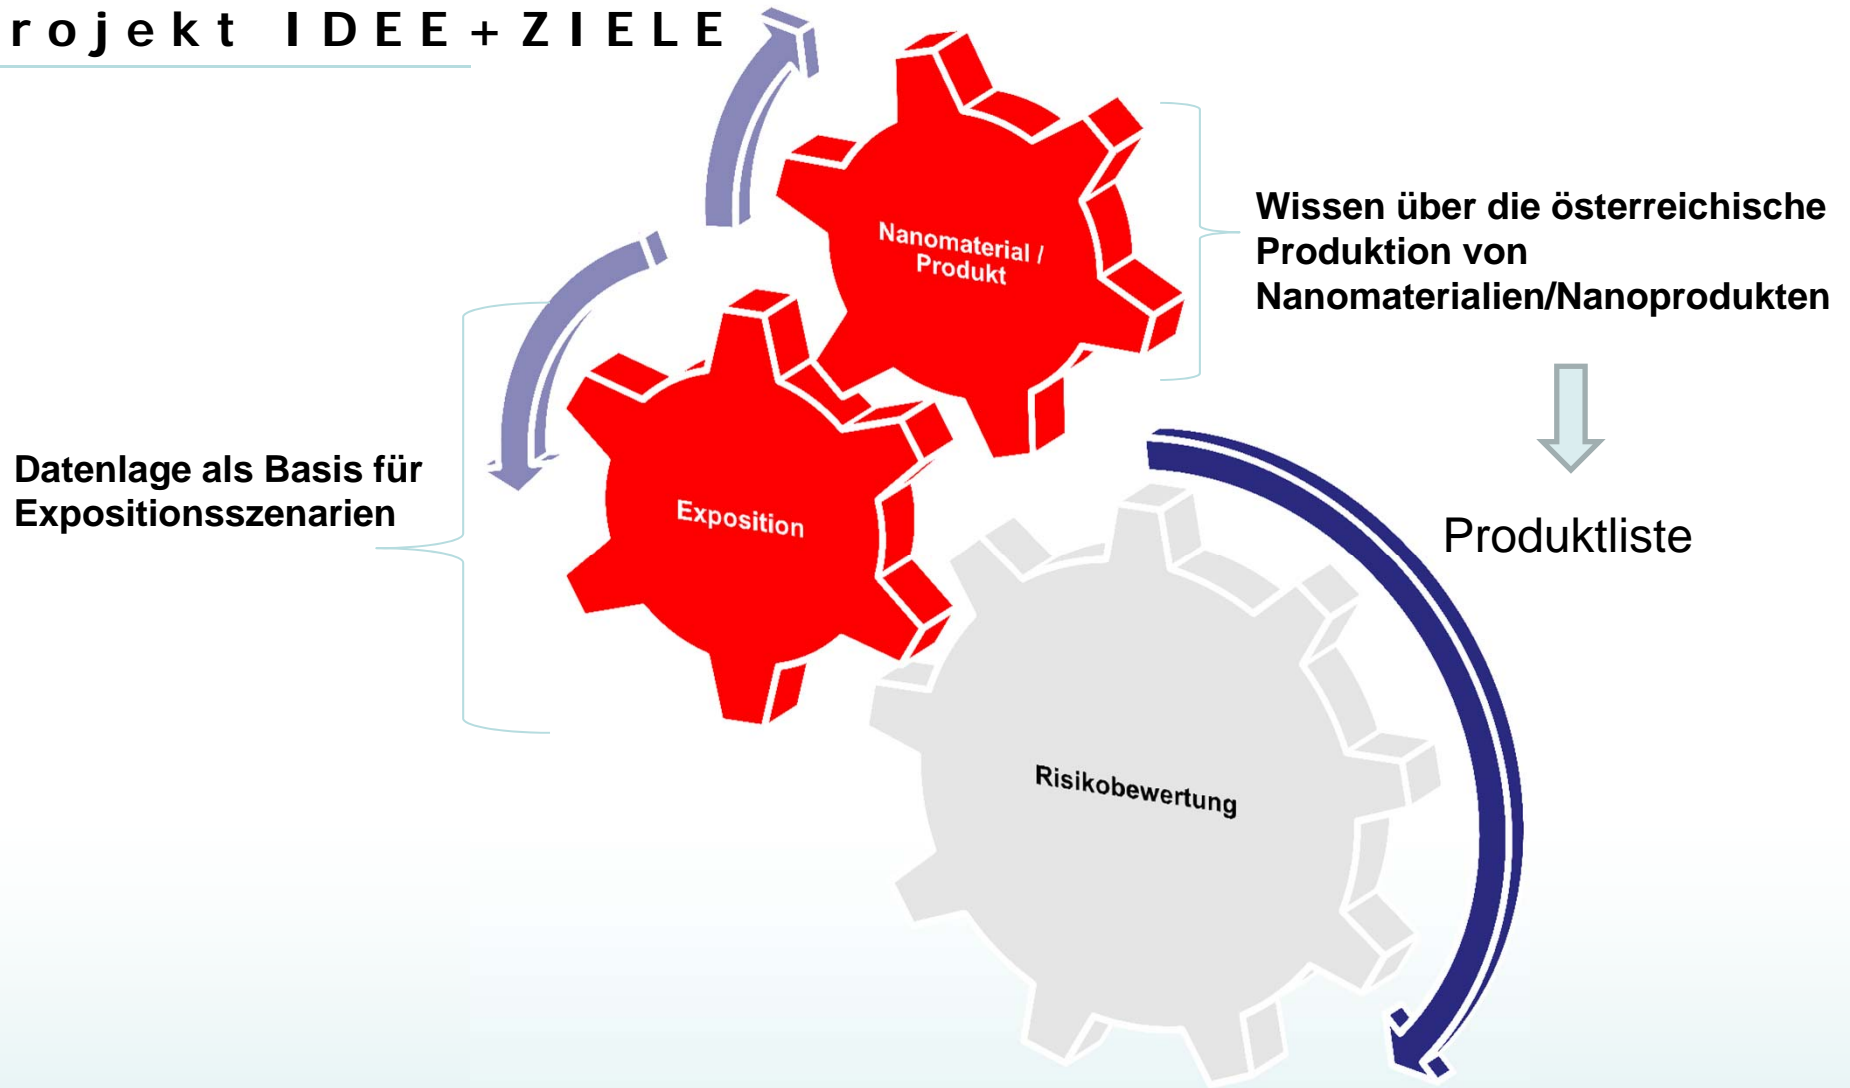 rojekt IDEE+ZIELE
Nanomaterial /
Produkt
Wissen über die österreichische
Produktion von
Nanomaterialien/Nanoprodukten
Datenlage als Basis für
Expositionsszenarien
Exposition
Produktliste
Risikobewertung